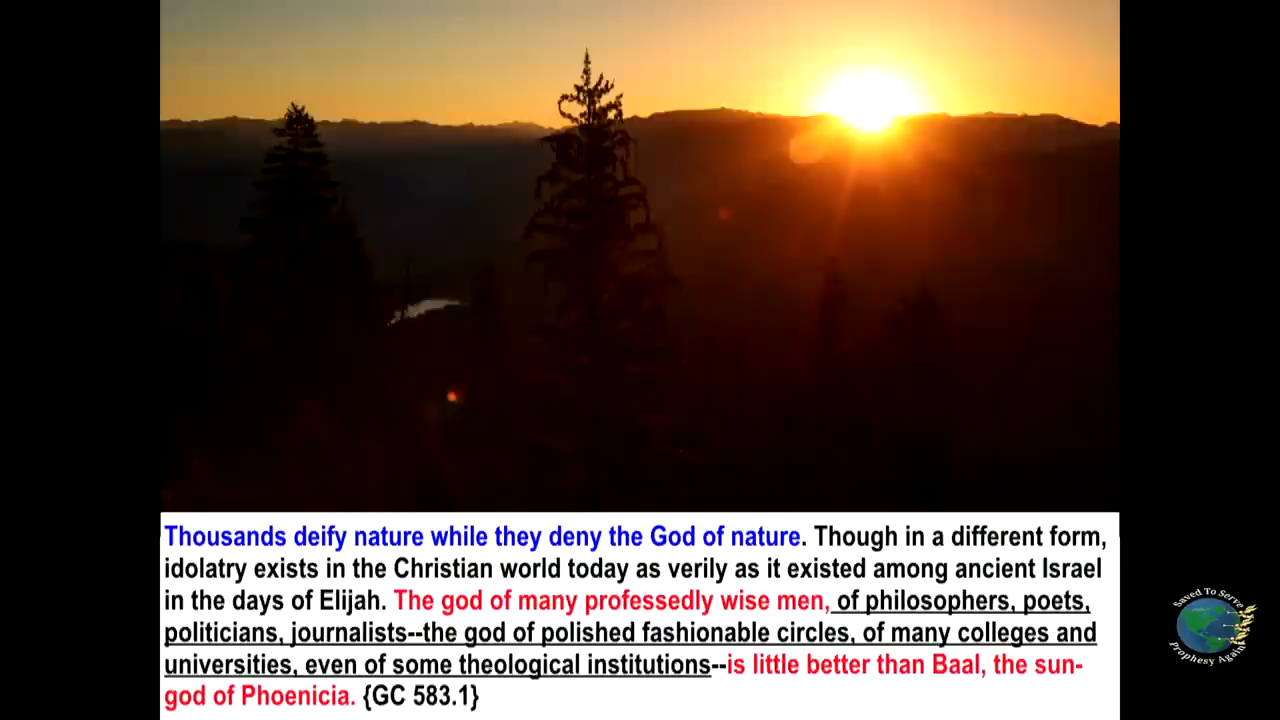 Thousands deify nature while they deny the God of nature. Though in a different form,
idolatry exists in the Christian world today as verily as it existed among ancient Israel
in the days of Elijah. The god of many professedly wise men, of philosophers, poets,
politicians, journalists--the god of polished fashionable circles, of many colleges and
universities, even of some theological institutions--is little better than Baal, the sun-
god of Phoenicia. {GC 583.1}
Saved To Serve
Prophesy Again